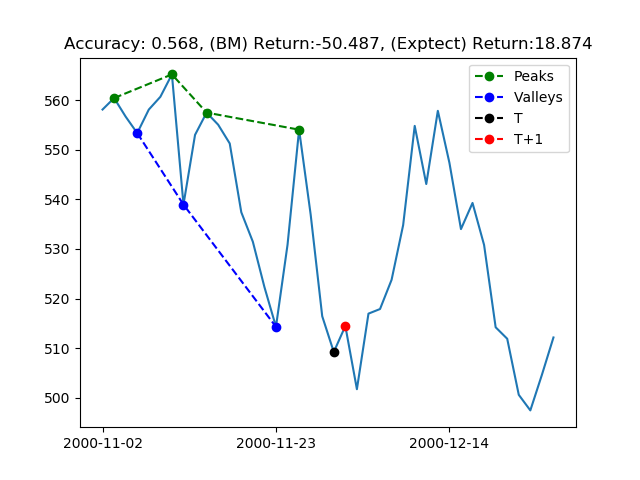 Accuracy: 0.568, (BM) Return:-50.487, (Exptect) Return:18.874
Peaks
Valleys
T
T+1
560
550
540
530
520
510
500
2000-11-02 2000-11-23 2000-12-14